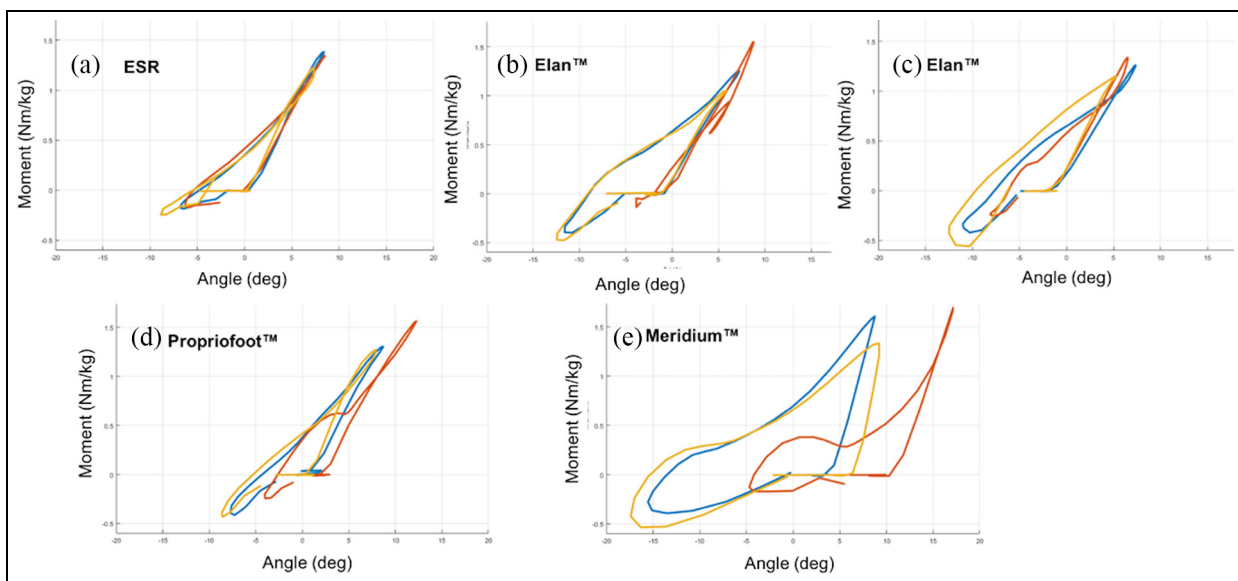 (a) ESR
Moment (Nm/kg)
1.5
1
0.5
0
-0.5
-20 -15 -10 -5 0 5 10 15 20
Angle (deg)
(b) Elan™
Moment (Nm/kg)
1.5
1
0.5
0
-0.5
-20 -15 -10 -5 0 5 10 15
Angle (deg)
(c) Elan™
Moment (Nm/kg)
1.5
1
0.5
0
-0.5
-20 -15 -10 -5 0 5 10 15
Angle (deg)
(d) Propriofoot™
Moment (Nm/kg)
1.5
1
0.5
0
-0.5
-20 -15 -10 -5 0 5 10 15 20
Angle (deg)
(e) Meridium™
Moment (Nm/kg)
1.5
1
0.5
0
-0.5
-20 -15 -10 -5 0 5 10 15 20
Angle (deg)